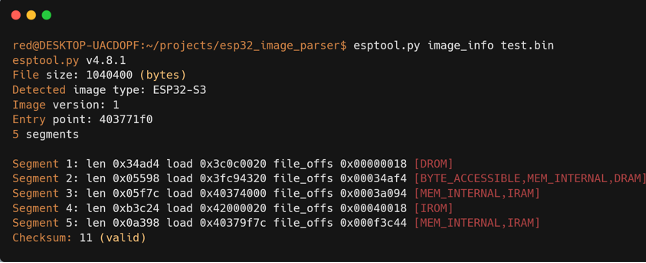 red@DESKTOP-UACDOPF:~/projects/esp32_image_parser$ esptool.py image_info test.bin
esptool.py v4.8.1
File size: 1040400 (bytes)
Detected image type: ESP32-S3
Image version: 1
Entry point: 403771f0
5 segments
Segment 1: len 0x34ad4 load 0x3c0c0020 file_offs 0x00000018 [DROM]
Segment 2: len 0x05598 load 0x3fc94320 file_offs 0x00034af4 [BYTE_ACCESSIBLE,MEM_INTERNAL,DRAM]
Segment 3: len 0x05f7c load 0x40374000 file_offs 0x0003a094 [MEM_INTERNAL,IRAM]
Segment 4: len 0xb3c24 load 0x42000020 file_offs 0x00040018 [IROM]
Segment 5: len 0x0a398 load 0x40379f7c file_offs 0x000f3c44 [MEM_INTERNAL,IRAM]
Checksum: 11 (valid)